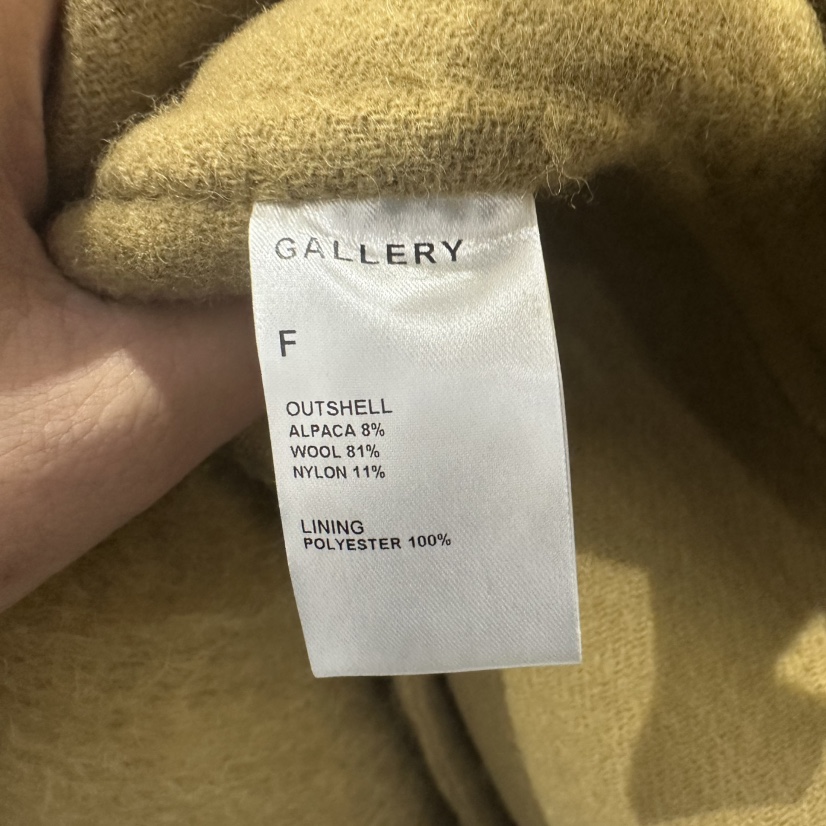 GALLERY
F
OUTSHELL
ALPACA 8%
WOOL 81%
NYLON 11%
LINING
POLYESTER 100%